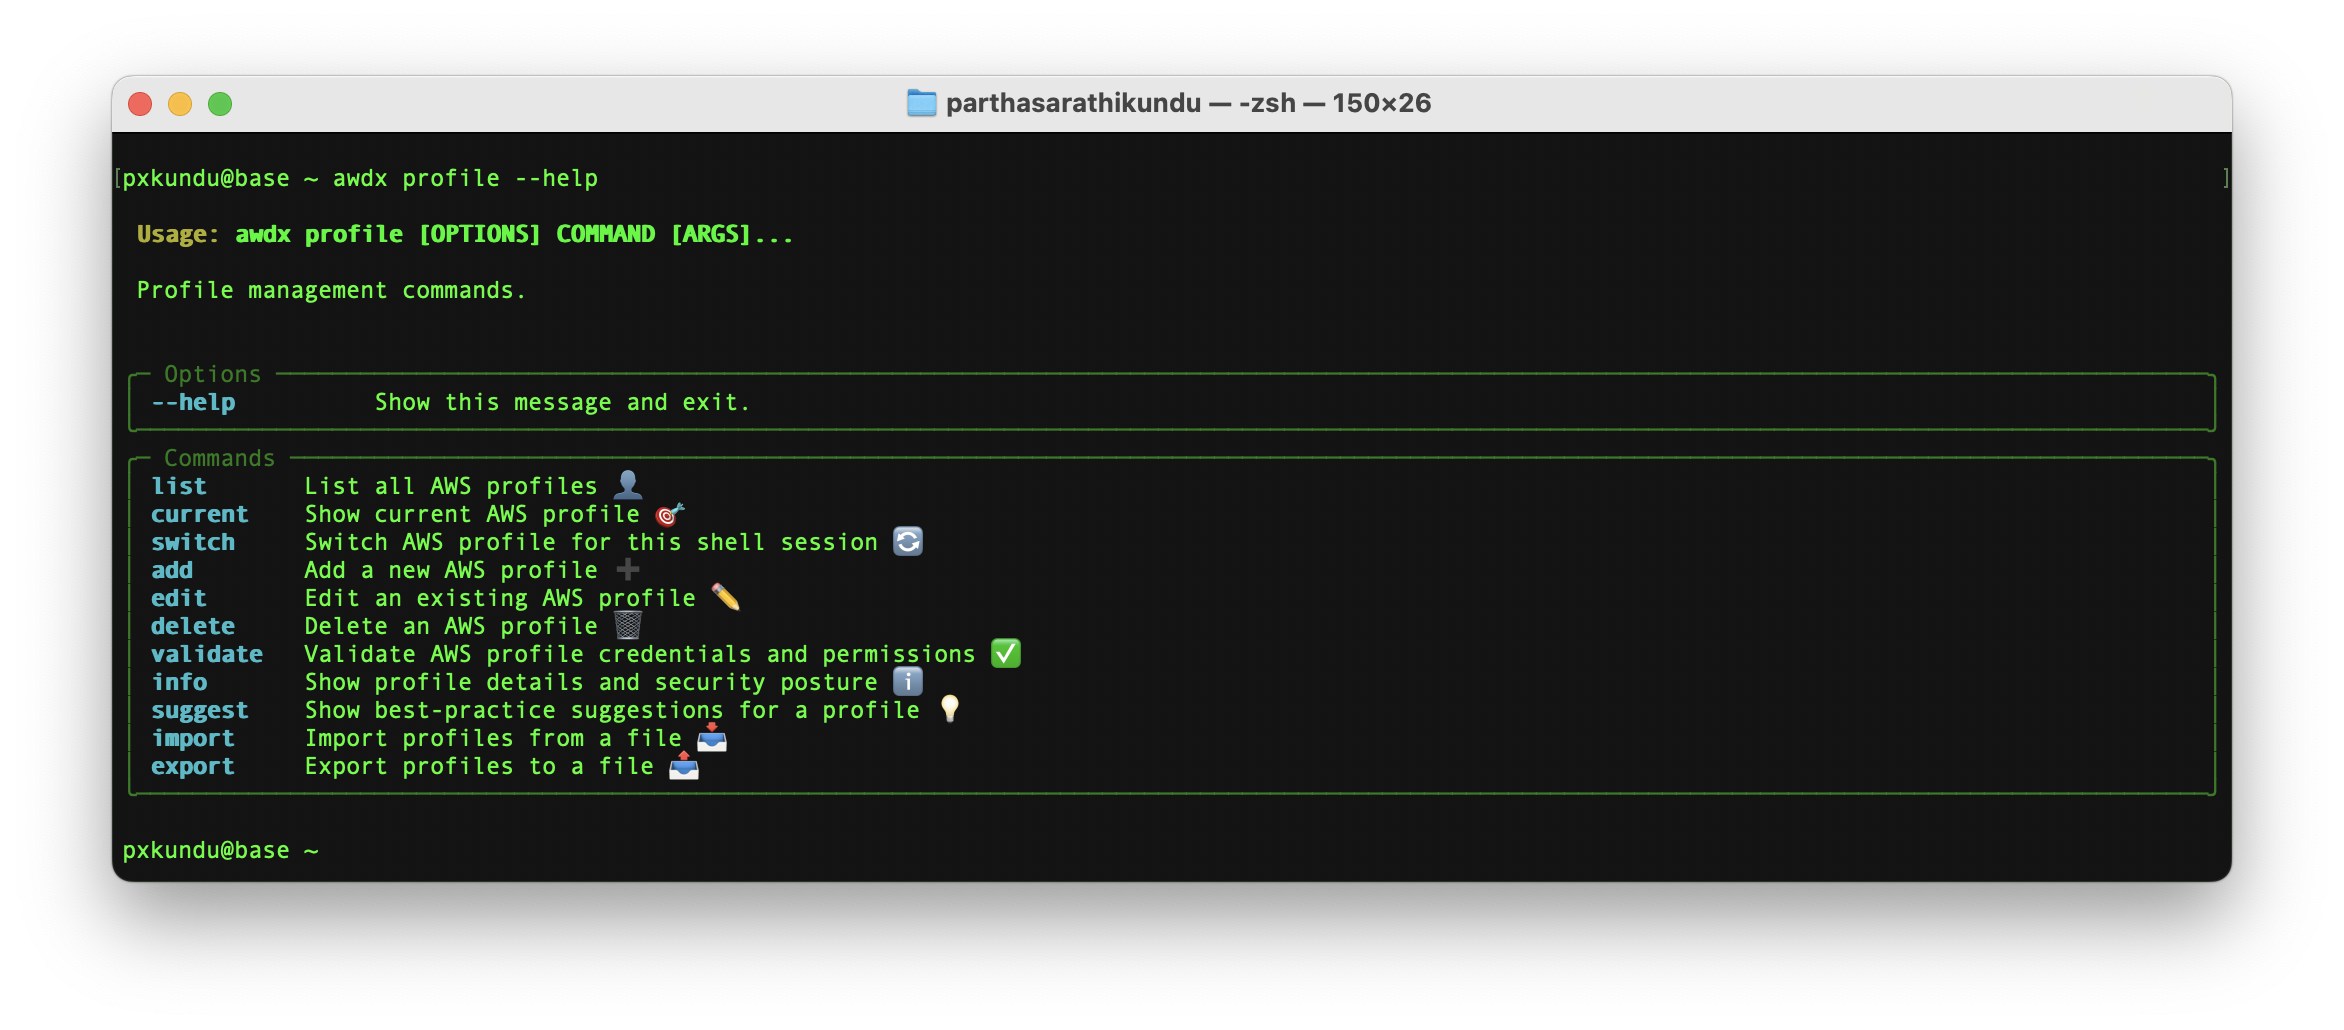 parthasarathikundu — -zsh — 150×26
[pxkundu@base ~ awdx profile --help ]
Usage: awdx profile [OPTIONS] COMMAND [ARGS]...
Profile management commands.
Options
--help Show this message and exit.
Commands
list List all AWS profiles 👤
current Show current AWS profile 🎯
switch Switch AWS profile for this shell session 🔄
add Add a new AWS profile ➕
edit Edit an existing AWS profile ✏️
delete Delete an AWS profile 🗑️
validate Validate AWS profile credentials and permissions ✅
info Show profile details and security posture ℹ️
suggest Show best-practice suggestions for a profile 💡
import Import profiles from a file 📥
export Export profiles to a file 📤
pxkundu@base ~